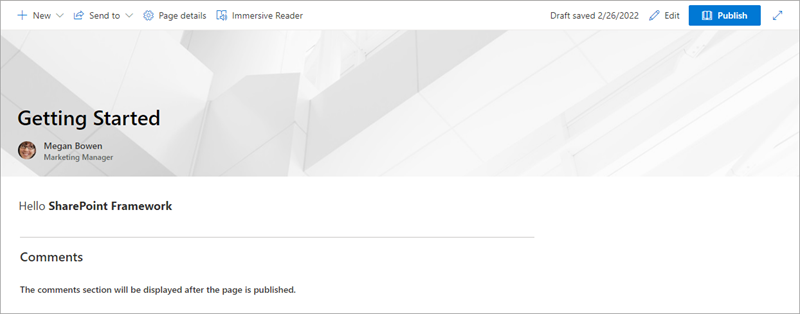 New Send to Page details Immersive Reader Draft saved 2/26/2022 Edit Publish
Getting Started
Megan Bowen
Marketing Manager
Hello SharePoint Framework
Comments
The comments section will be displayed after the page is published.